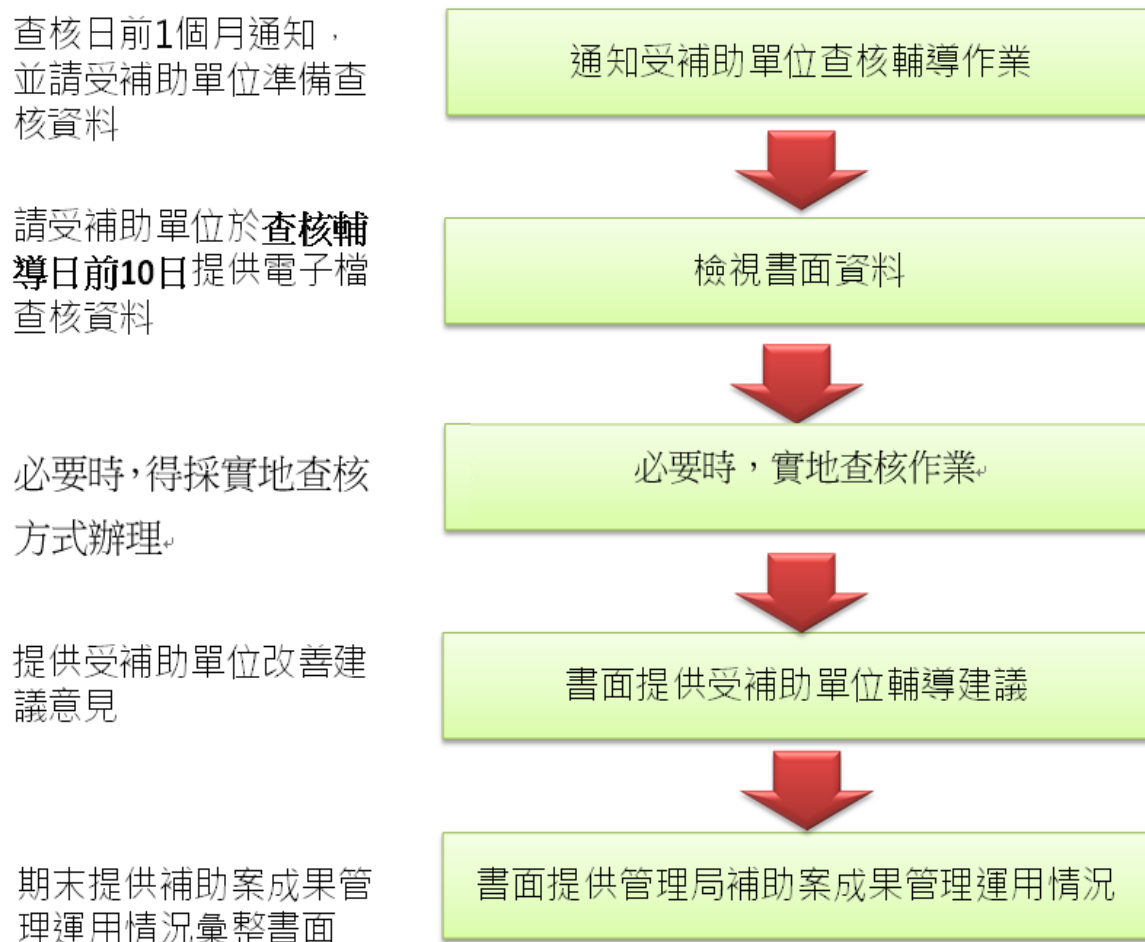 查核日前1個月通知，
並請受補助單位準備查
核資料
通知受補助單位查核輔導作業
請受補助單位於查核輔
導日前10日提供電子檔
查核資料
檢視書面資料
必要時，得採實地查核
方式辦理
必要時，實地查核作業
提供受補助單位改善建
議意見
書面提供受補助單位輔導建議
期末提供補助案成果管
理運用情況彙整書面
書面提供管理局補助案成果管理運用情況